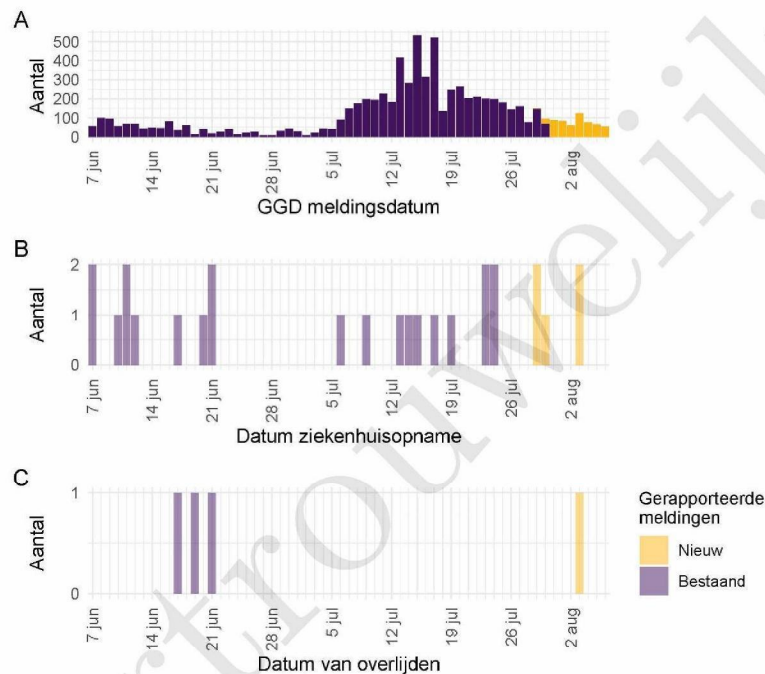 A
Aantal
500
400
300
200
100
0
7 jun
14 jun
21 jun
28 jun
5 jul
12 jul
19 jul
26 jul
2 aug
GGD meldingsdatum
B
Aantal
2
1
0
7 jun
14 jun
21 jun
28 jun
5 jul
12 jul
19 jul
26 jul
2 aug
Datum ziekenhuisopname
C
Aantal
1
0
7 jun
14 jun
21 jun
28 jun
5 jul
12 jul
19 jul
26 jul
2 aug
Datum van overlijden
Gerapporteerde
meldingen
Nieuw
Bestaand
rtrouwelijk